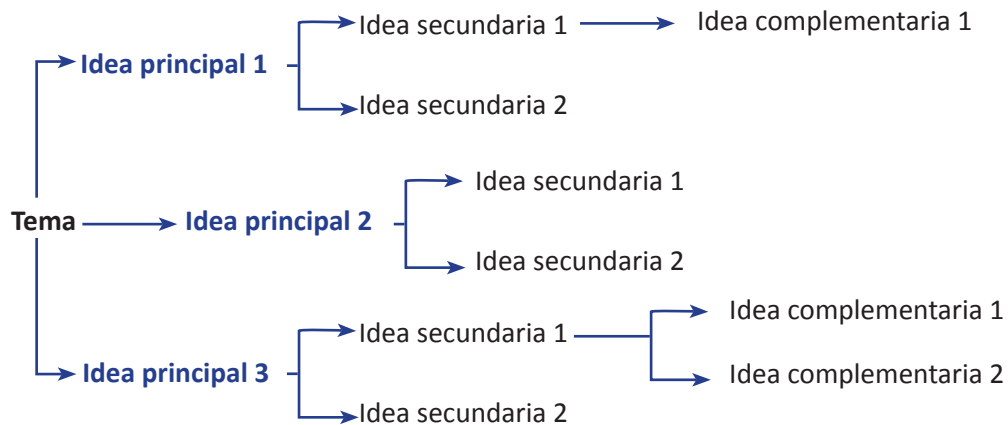 Idea secundaria 1
Idea complementaria 1
Idea principal 1
Idea secundaria 2
Idea secundaria 1
Tema
Idea principal 2
Idea secundaria 2
Idea complementaria 1
Idea secundaria 1
Idea principal 3
Idea complementaria 2
Idea secundaria 2